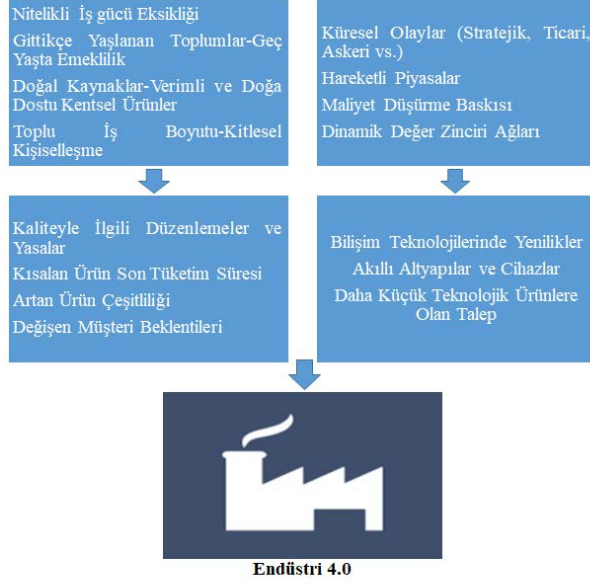 Nitelikli İş gücü Eksikliği
Gittikçe Yaşlanan Toplumlar-Geç
Yaşta Emeklilik
Doğal Kaynaklar-Verimli ve Doğa
Dostu Kentsel Ürünler
Toplu İş Boyutu-Kitlesel
Kişiselleşme
Küresel Olaylar (Stratejik, Ticari,
Askeri vs.)
Hareketli Piyasalar
Maliyet Düşürme Baskısı
Dinamik Değer Zinciri Ağları
Kaliteyle İlgili Düzenlemeler ve
Yasalar
Kısalan Ürün Son Tüketim Süresi
Artan Ürün Çeşitliliği
Değişen Müşteri Beklentileri
Bilişim Teknolojilerinde Yenilikler
Akıllı Altyapılar ve Cihazlar
Daha Küçük Teknolojik Ürünlere
Olan Talep
Endüstri 4.0